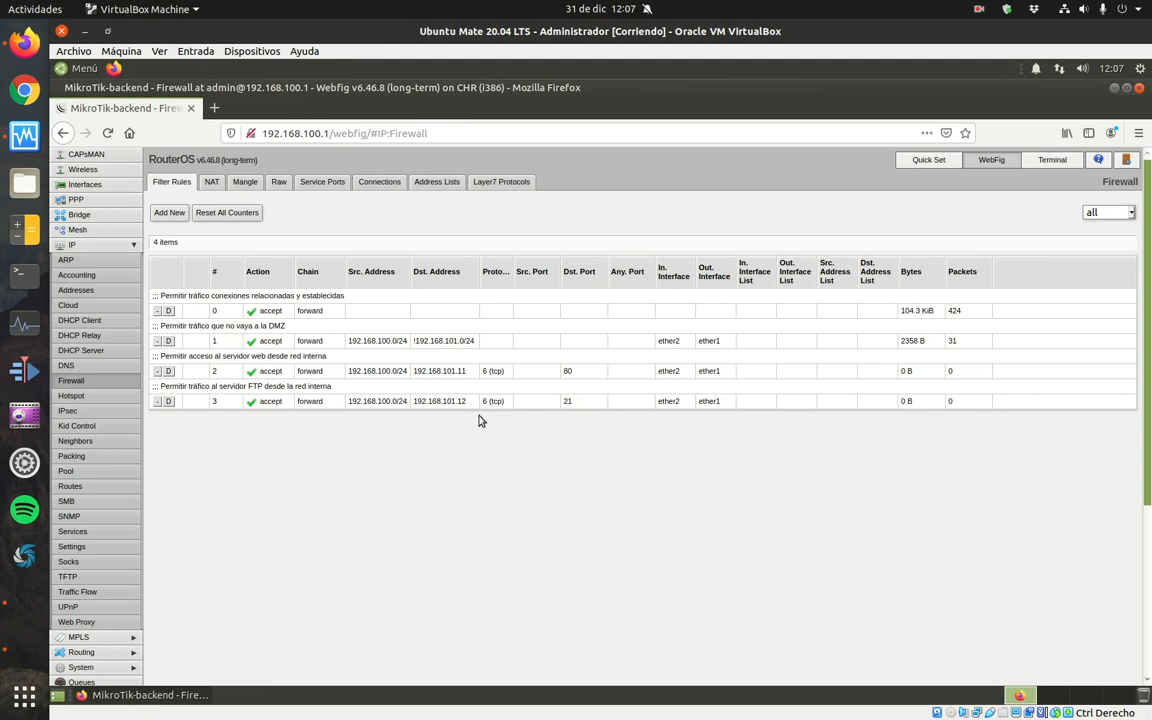 Actividades VirtualBox Machine 31 de dic 12:07
Ubuntu Mate 20.04 LTS - Administrador [Corriendo] - Oracle VM VirtualBox
Archivo Máquina Ver Entrada Dispositivos Ayuda
Menú 12:07
MikroTik-backend - Firewall at admin@192.168.100.1 - Webfig v6.46.8 (long-term) on CHR (i386) - Mozilla Firefox
MikroTik-backend - Firew
192.168.100.1/webfig/#IP:Firewall
RouterOS v6.46.8 (long-term) Quick Set WebFig Terminal
Filter Rules NAT Mangle Raw Service Ports Connections Address Lists Layer7 Protocols Firewall
Add New Reset All Counters all
4 items
# Action Chain Src. Address Dst. Address Proto... Src. Port Dst. Port Any. Port In. Interface Out. Interface In. Interface List Out. Interface List Src. Address List Dst. Address List Bytes Packets
;;; Permitir tráfico conexiones relacionadas y establecidas
- D 0 accept forward 104.3 KiB 424
;;; Permitir tráfico que no vaya a la DMZ
- D 1 accept forward 192.168.100.0/24 !192.168.101.0/24 ether2 ether1 2358 B 31
;;; Permitir acceso al servidor web desde red interna
- D 2 accept forward 192.168.100.0/24 192.168.101.11 6 (tcp) 80 ether2 ether1 0 B 0
;;; Permitir tráfico al servidor FTP desde la red interna
- D 3 accept forward 192.168.100.0/24 192.168.101.12 6 (tcp) 21 ether2 ether1 0 B 0
CAPsMAN
Wireless
Interfaces
PPP
Bridge
Mesh
IP
ARP
Accounting
Addresses
Cloud
DHCP Client
DHCP Relay
DHCP Server
DNS
Firewall
Hotspot
IPsec
Kid Control
Neighbors
Packing
Pool
Routes
SMB
SNMP
Services
Settings
Socks
TFTP
Traffic Flow
UPnP
Web Proxy
MPLS
Routing
System
Queues
MikroTik-backend - Fire...
Ctrl Derecho